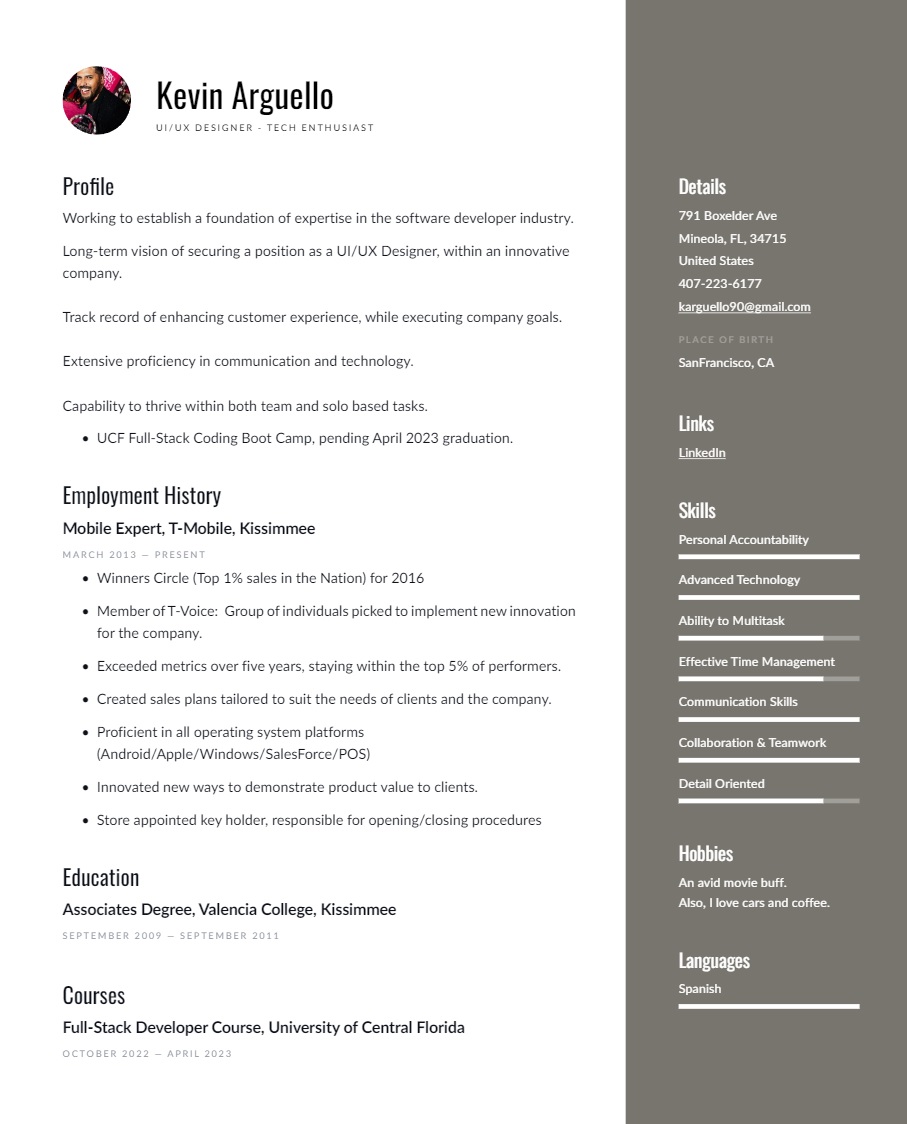 Kevin Arguello
UI/UX DESIGNER - TECH ENTHUSIAST
Profile
Working to establish a foundation of expertise in the software developer industry.
Long-term vision of securing a position as a UI/UX Designer, within an innovative
company.
Track record of enhancing customer experience, while executing company goals.
Extensive proficiency in communication and technology.
Capability to thrive within both team and solo based tasks.
• UCF Full-Stack Coding Boot Camp, pending April 2023 graduation.
Employment History
Mobile Expert, T-Mobile, Kissimmee
MARCH 2013 — PRESENT
• Winners Circle (Top 1% sales in the Nation) for 2016
• Member of T-Voice: Group of individuals picked to implement new innovation
for the company.
• Exceeded metrics over five years, staying within the top 5% of performers.
• Created sales plans tailored to suit the needs of clients and the company.
• Proficient in all operating system platforms
(Android/Apple/Windows/SalesForce/POS)
• Innovated new ways to demonstrate product value to clients.
• Store appointed key holder, responsible for opening/closing procedures
Education
Associates Degree, Valencia College, Kissimmee
SEPTEMBER 2009 — SEPTEMBER 2011
Courses
Full-Stack Developer Course, University of Central Florida
OCTOBER 2022 — APRIL 2023
Details
791 Boxelder Ave
Mineola, FL, 34715
United States
407-223-6177
karguello90@gmail.com
PLACE OF BIRTH
SanFrancisco, CA
Links
LinkedIn
Skills
Personal Accountability
Advanced Technology
Ability to Multitask
Effective Time Management
Communication Skills
Collaboration & Teamwork
Detail Oriented
Hobbies
An avid movie buff.
Also, I love cars and coffee.
Languages
Spanish